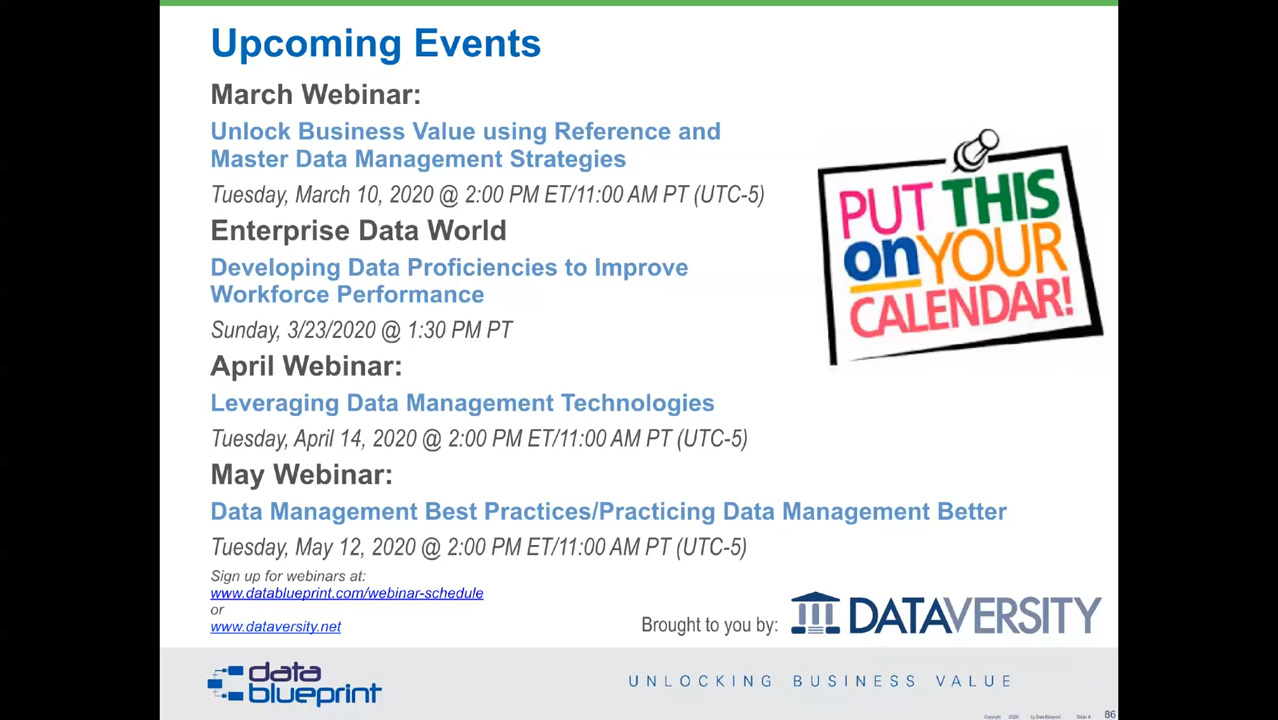 Upcoming Events
March Webinar:
Unlock Business Value using Reference and
Master Data Management Strategies
Tuesday, March 10, 2020 @ 2:00 PM ET/11:00 AM PT (UTC-5)
Enterprise Data World
Developing Data Proficiencies to Improve
Workforce Performance
Sunday, 3/23/2020 @ 1:30 PM PT
April Webinar:
Leveraging Data Management Technologies
Tuesday, April 14, 2020 @ 2:00 PM ET/11:00 AM PT (UTC-5)
May Webinar:
Data Management Best Practices/Practicing Data Management Better
Tuesday, May 12, 2020 @ 2:00 PM ET/11:00 AM PT (UTC-5)
Sign up for webinars at:
www.datablueprint.com/webinar-schedule
or
www.dataversity.net
PUT THIS
on YOUR
CALENDAR!
Brought to you by:
DATAVERSITY
data
blueprint
UNLOCKING BUSINESS VALUE
Copyright 2020 by Data Blueprint Slide #
86